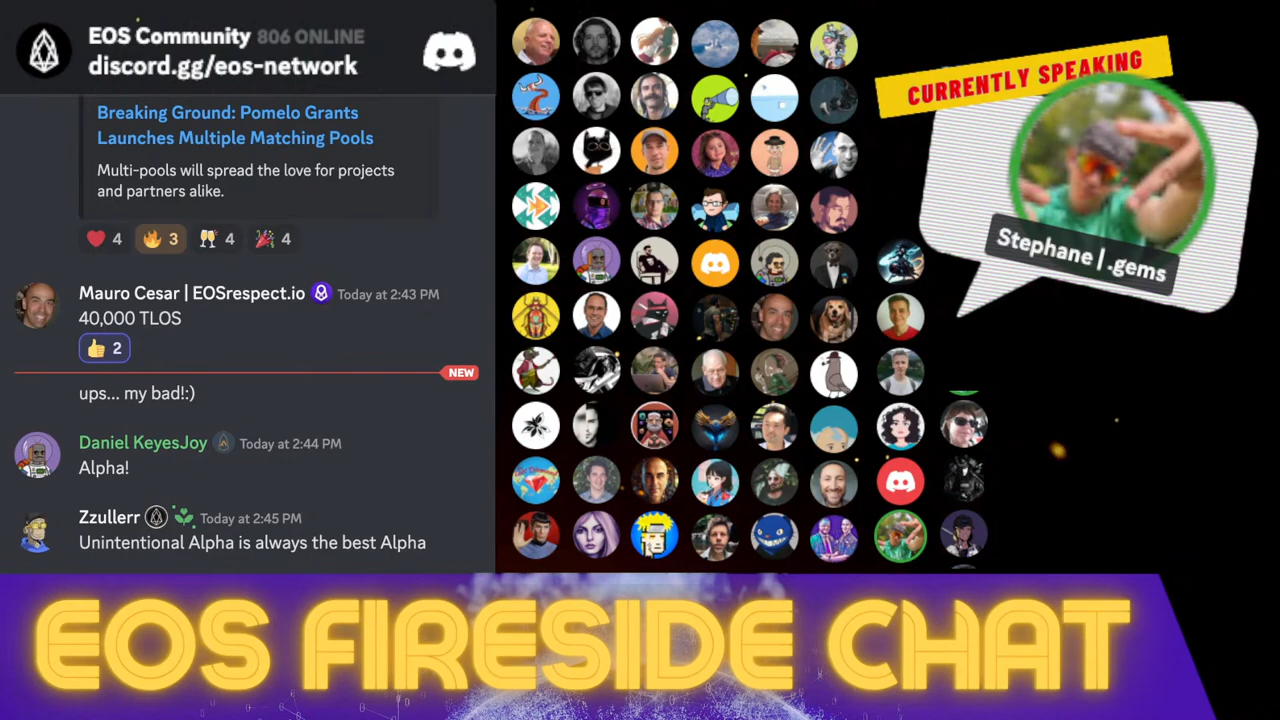 EOS Community 806 ONLINE
discord.gg/eos-network
Breaking Ground: Pomelo Grants
Launches Multiple Matching Pools
Multi-pools will spread the love for projects
and partners alike.
4 3 4 4
Mauro Cesar | EOSrespect.io Today at 2:43 PM
40,000 TLOS
2
NEW
ups... my bad!:)
Daniel KeyesJoy Today at 2:44 PM
Alpha!
Zzullerr Today at 2:45 PM
Unintentional Alpha is always the best Alpha
CURRENTLY SPEAKING
Stephane | .gems
EOS FIRESIDE CHAT